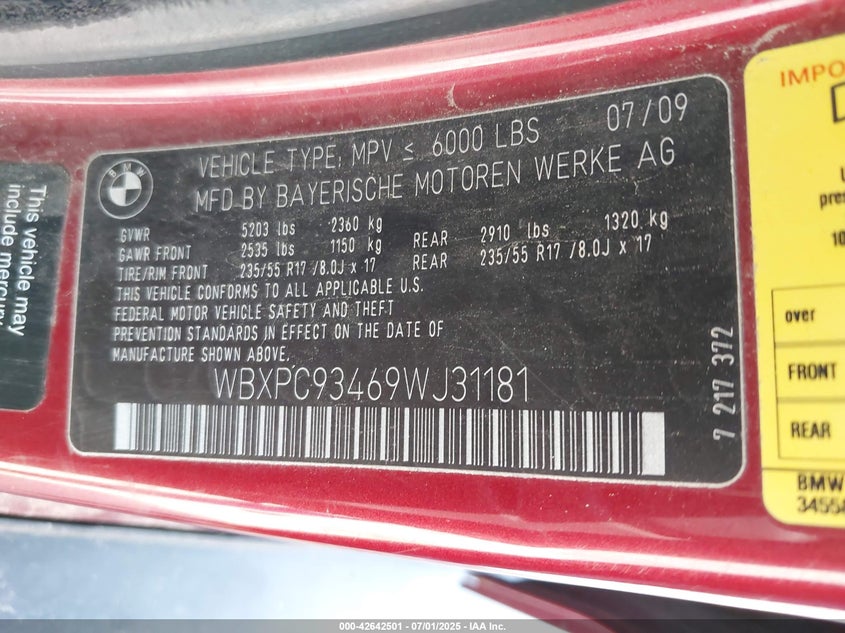 BMW
VEHICLE TYPE: MPV ≤ 6000 LBS 07/09
MFD BY BAYERISCHE MOTOREN WERKE AG
GVWR 5203 lbs 2360 kg
GAWR FRONT 2535 lbs 1150 kg REAR 2910 lbs 1320 kg
TIRE/RIM FRONT 235/55 R17 /8.0J x 17 REAR 235/55 R17 /8.0J x 17
THIS VEHICLE CONFORMS TO ALL APPLICABLE U.S.
FEDERAL MOTOR VEHICLE SAFETY AND THEFT
PREVENTION STANDARDS IN EFFECT ON THE DATE OF
MANUFACTURE SHOWN ABOVE.
WBXPC93469WJ31181
7 217 372
This vehicle may
include mercury
over
FRONT
REAR
BMW
000-42642501 - 07/01/2025 - IAA Inc.